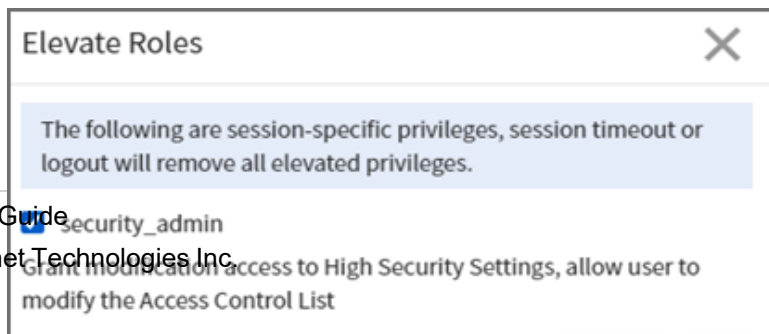 Elevate Roles
The following are session-specific privileges, session timeout or
logout will remove all elevated privileges.
Guide
security_admin
et Technologies Inc.
Grant modification access to High Security Settings, allow user to
modify the Access Control List